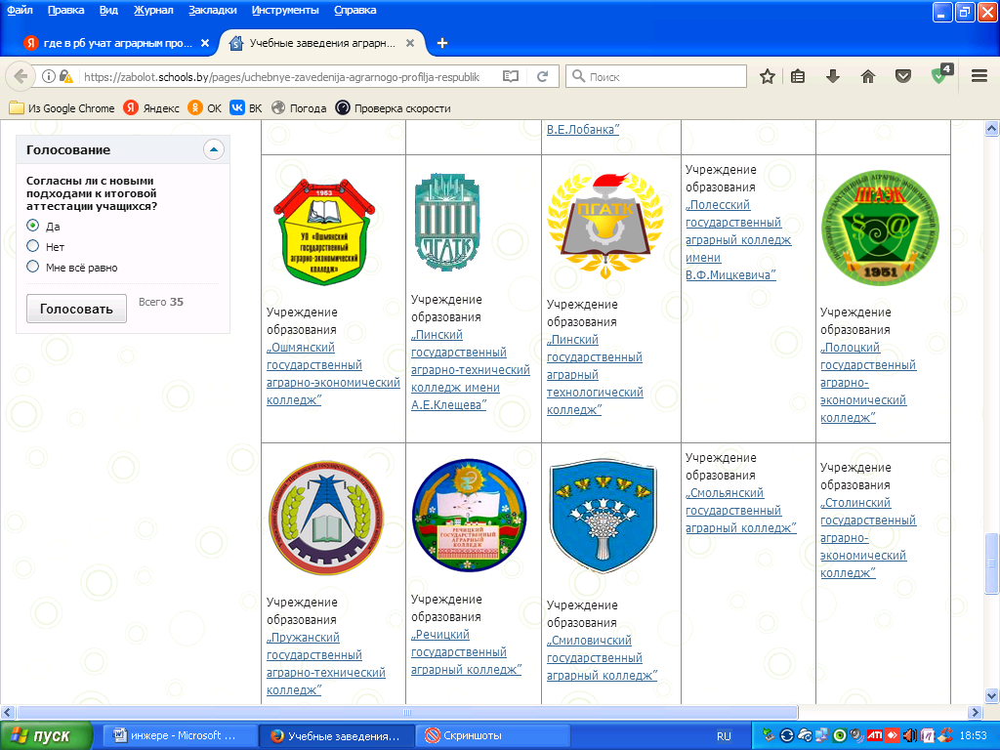 Файл Правка Вид Журнал Закладки Инструменты Справка
Я где в рб учат аграрным про... Учебные заведения аграрн...
https://zabolot.schools.by/pages/uchebnye-zavedenija-agrarnogo-profilja-respublik Поиск 4
Из Google Chrome Я Яндекс ОК ВК Погода Проверка скорости
Голосование
Согласны ли с новыми
подходами к итоговой
аттестации учащихся?
Да
Нет
Мне всё равно
Голосовать Всего 35
В.Е.Лобанка”
1953
УО «Ошмянский
государственный
аграрно-экономический
колледж»
Учреждение
образования
„Ошмянский
государственный
аграрно-экономический
колледж”
ПГАТК
Учреждение
образования
„Пинский
государственный
аграрно-технический
колледж имени
А.Е.Клещева”
ПГАТК
Учреждение
образования
„Пинский
государственный
аграрный
технологический
колледж”
Учреждение
образования
„Полесский
государственный
аграрный колледж
имени
В.Ф.Мицкевича”
ПГАЭК
1951
Учреждение
образования
„Полоцкий
государственный
аграрно-
экономический
колледж”
Учреждение
образования
„Пружанский
государственный
аграрно-технический
колледж”
РЕЧИЦКИЙ
ГОСУДАРСТВЕННЫЙ
АГРАРНЫЙ
КОЛЛЕДЖ
Учреждение
образования
„Речицкий
государственный
аграрный колледж”
Учреждение
образования
„Смиловичский
государственный
аграрный колледж”
Учреждение
образования
„Смольянский
государственный
аграрный колледж”
Учреждение
образования
„Столинский
государственный
аграрно-
экономический
колледж”
пуск инжере - Microsoft ... Учебные заведения... Скриншоты RU ATI 18:53